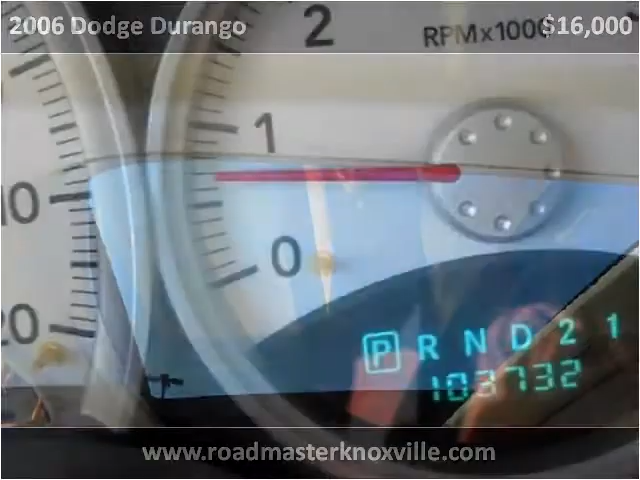 2006 Dodge Durango $16,000
2 RPMx1000
1
10
0
20
P R N D 2 1
103732
www.roadmasterknoxville.com